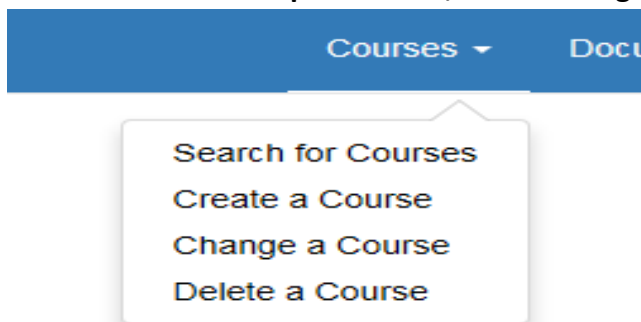 Courses Docu
Search for Courses
Create a Course
Change a Course
Delete a Course